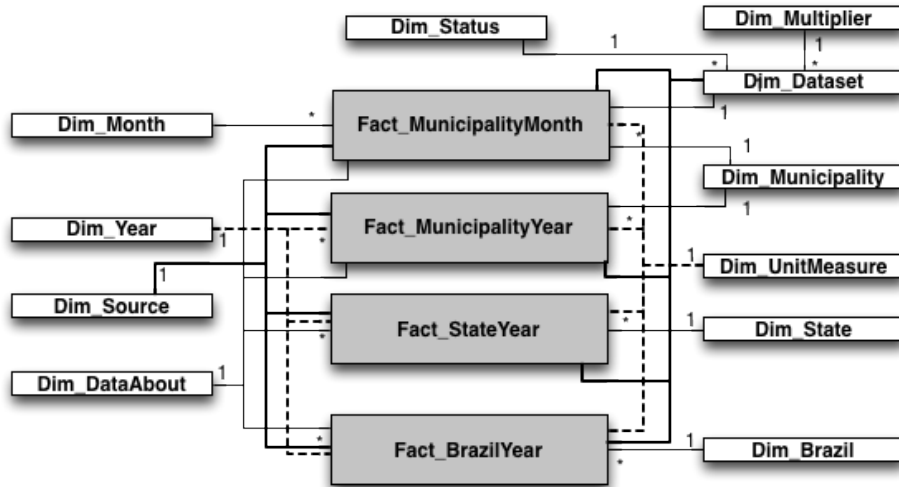 Dim_Status
Dim_Multiplier
1
1
*
*
Dim_Dataset
1
Dim_Month
*
Fact_MunicipalityMonth
*
1
Dim_Municipality
1
Dim_Year
1
*
Fact_MunicipalityYear
*
1
Dim_UnitMeasure
1
Dim_Source
*
Fact_StateYear
*
1
Dim_State
1
Dim_DataAbout
*
Fact_BrazilYear
*
1
Dim_Brazil